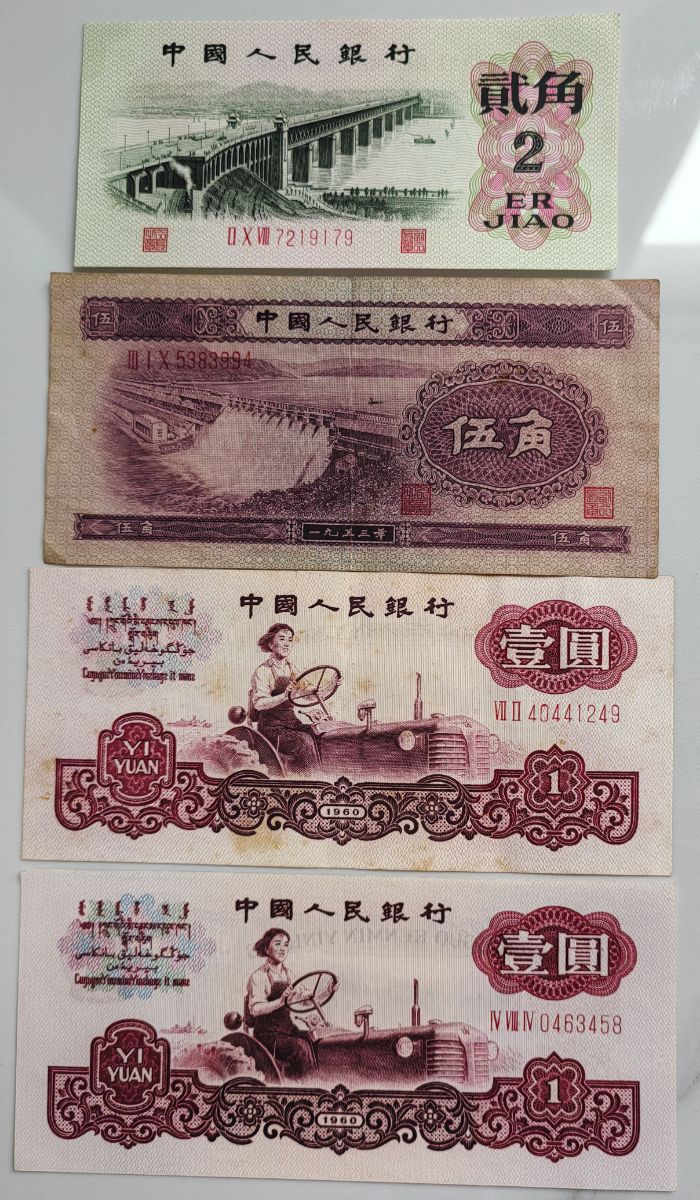 中國人民銀行
貳角
2
ER
JIAO
II X VIII 7219179
伍 中國人民銀行 伍
III I X 5383994
伍角
伍角 一九五三年 伍角
中國人民銀行
壹圓
VII II 40441249
YI
YUAN
1
1960
中國人民銀行
壹圓
IV VIII IV 0463458
YI
YUAN
1
1960